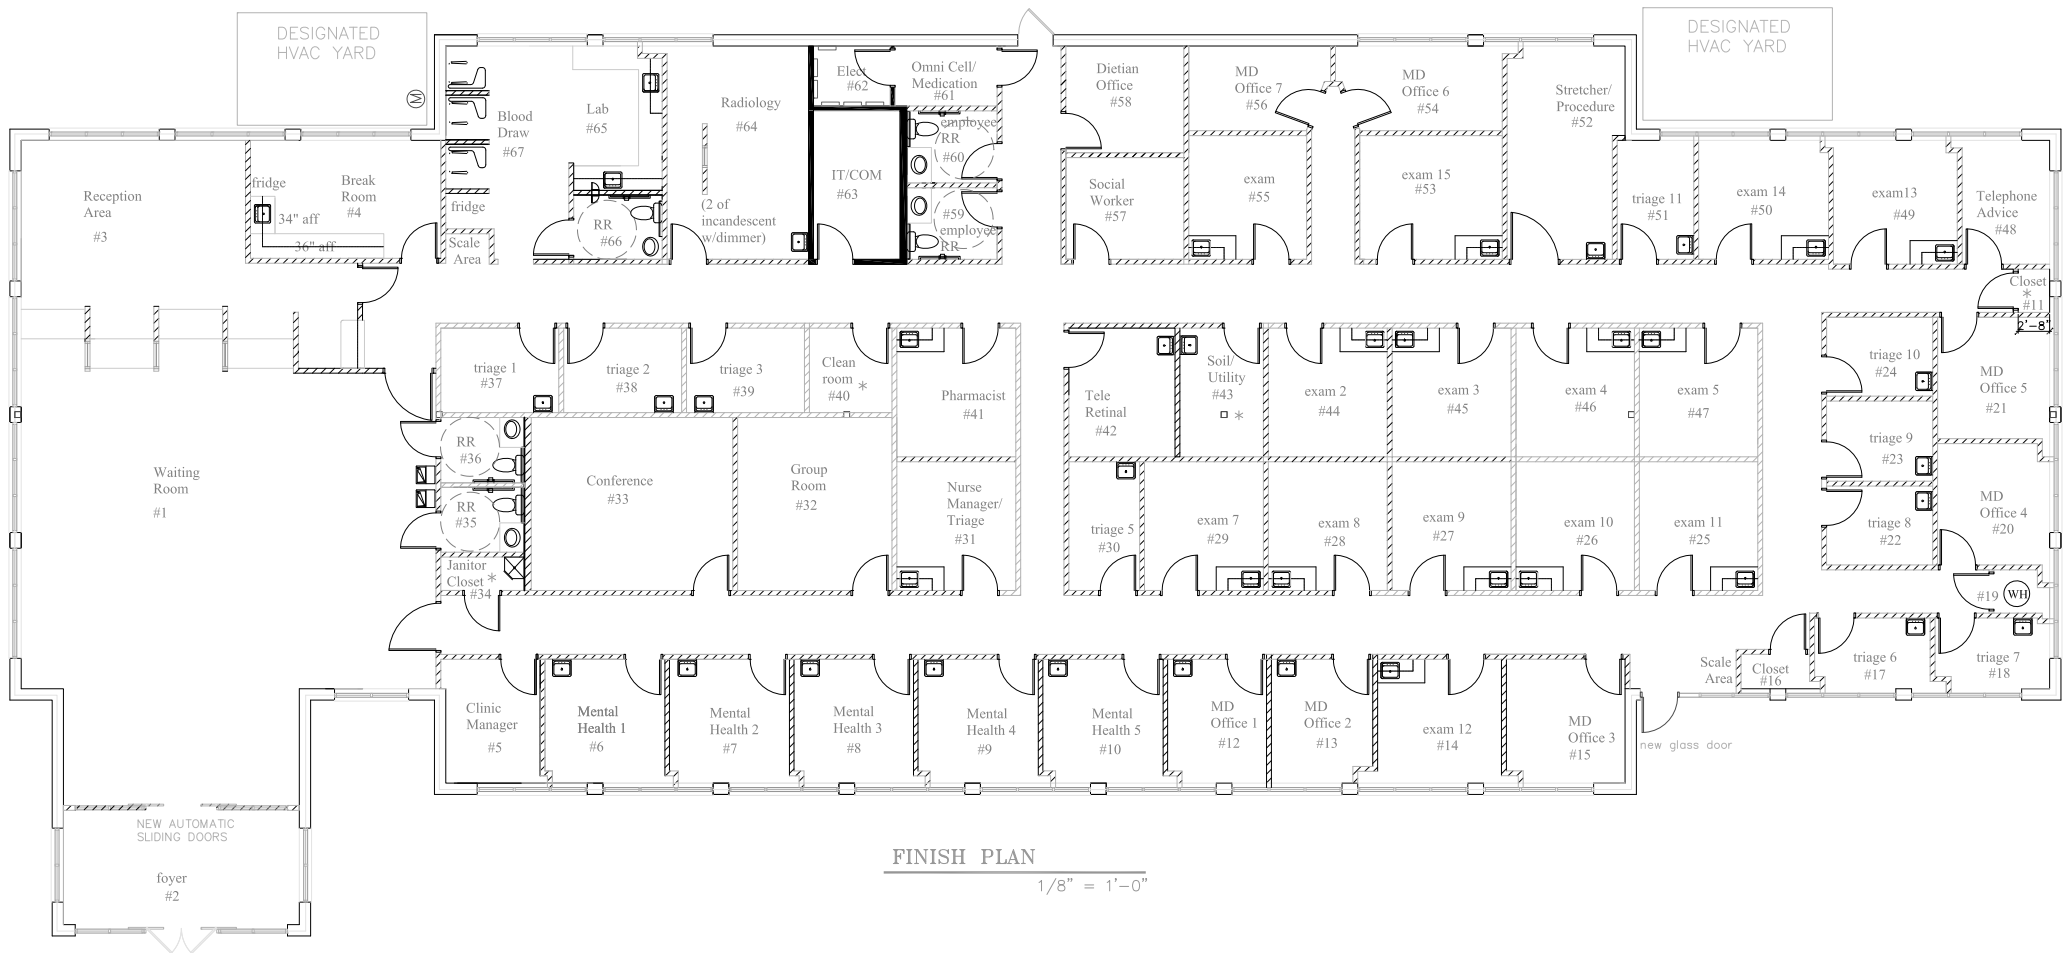 DESIGNATED
HVAC YARD
DESIGNATED
HVAC YARD
M
Reception
Area
#3
fridge
34" aff
36" aff
Break
Room
#4
Blood
Draw
#67
fridge
Scale
Area
Lab
#65
RR
#66
Radiology
#64
(2 of
incandescent
w/dimmer)
Elect
#62
Omni Cell/
Medication
#61
IT/COM
#63
employee
RR
#60
#59
employee
RR
Dietian
Office
#58
Social
Worker
#57
MD
Office 7
#56
exam
#55
MD
Office 6
#54
exam 15
#53
Stretcher/
Procedure
#52
triage 11
#51
exam 14
#50
exam13
#49
Telephone
Advice
#48
Closet
*
#11
2'-8"
triage 1
#37
triage 2
#38
triage 3
#39
Clean
room *
#40
Pharmacist
#41
Tele
Retinal
#42
Soil/
Utility
#43
*
exam 2
#44
exam 3
#45
exam 4
#46
exam 5
#47
triage 10
#24
MD
Office 5
#21
Waiting
Room
#1
RR
#36
RR
#35
Janitor
Closet *
#34
Conference
#33
Group
Room
#32
Nurse
Manager/
Triage
#31
triage 5
#30
exam 7
#29
exam 8
#28
exam 9
#27
exam 10
#26
exam 11
#25
triage 9
#23
triage 8
#22
MD
Office 4
#20
#19
WH
Clinic
Manager
#5
Mental
Health 1
#6
Mental
Health 2
#7
Mental
Health 3
#8
Mental
Health 4
#9
Mental
Health 5
#10
MD
Office 1
#12
MD
Office 2
#13
exam 12
#14
MD
Office 3
#15
Scale
Area
Closet
#16
triage 6
#17
triage 7
#18
new glass door
NEW AUTOMATIC
SLIDING DOORS
foyer
#2
FINISH PLAN
1/8" = 1'-0"